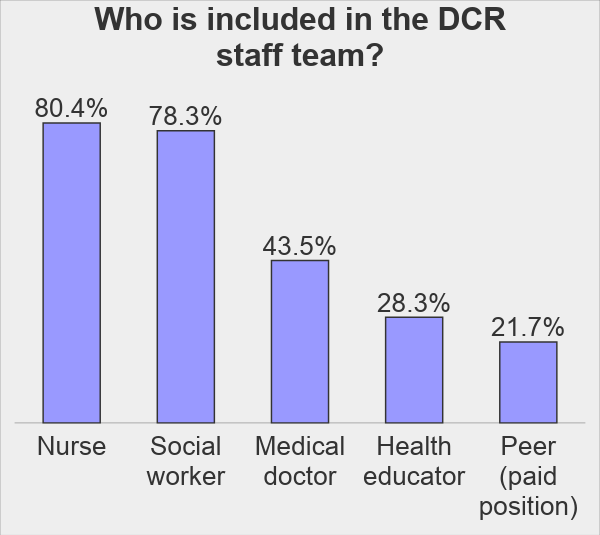 Who is included in the DCR
staff team?
80.4%
78.3%
43.5%
28.3%
21.7%
Nurse
Social
worker
Medical
doctor
Health
educator
Peer
(paid
position)